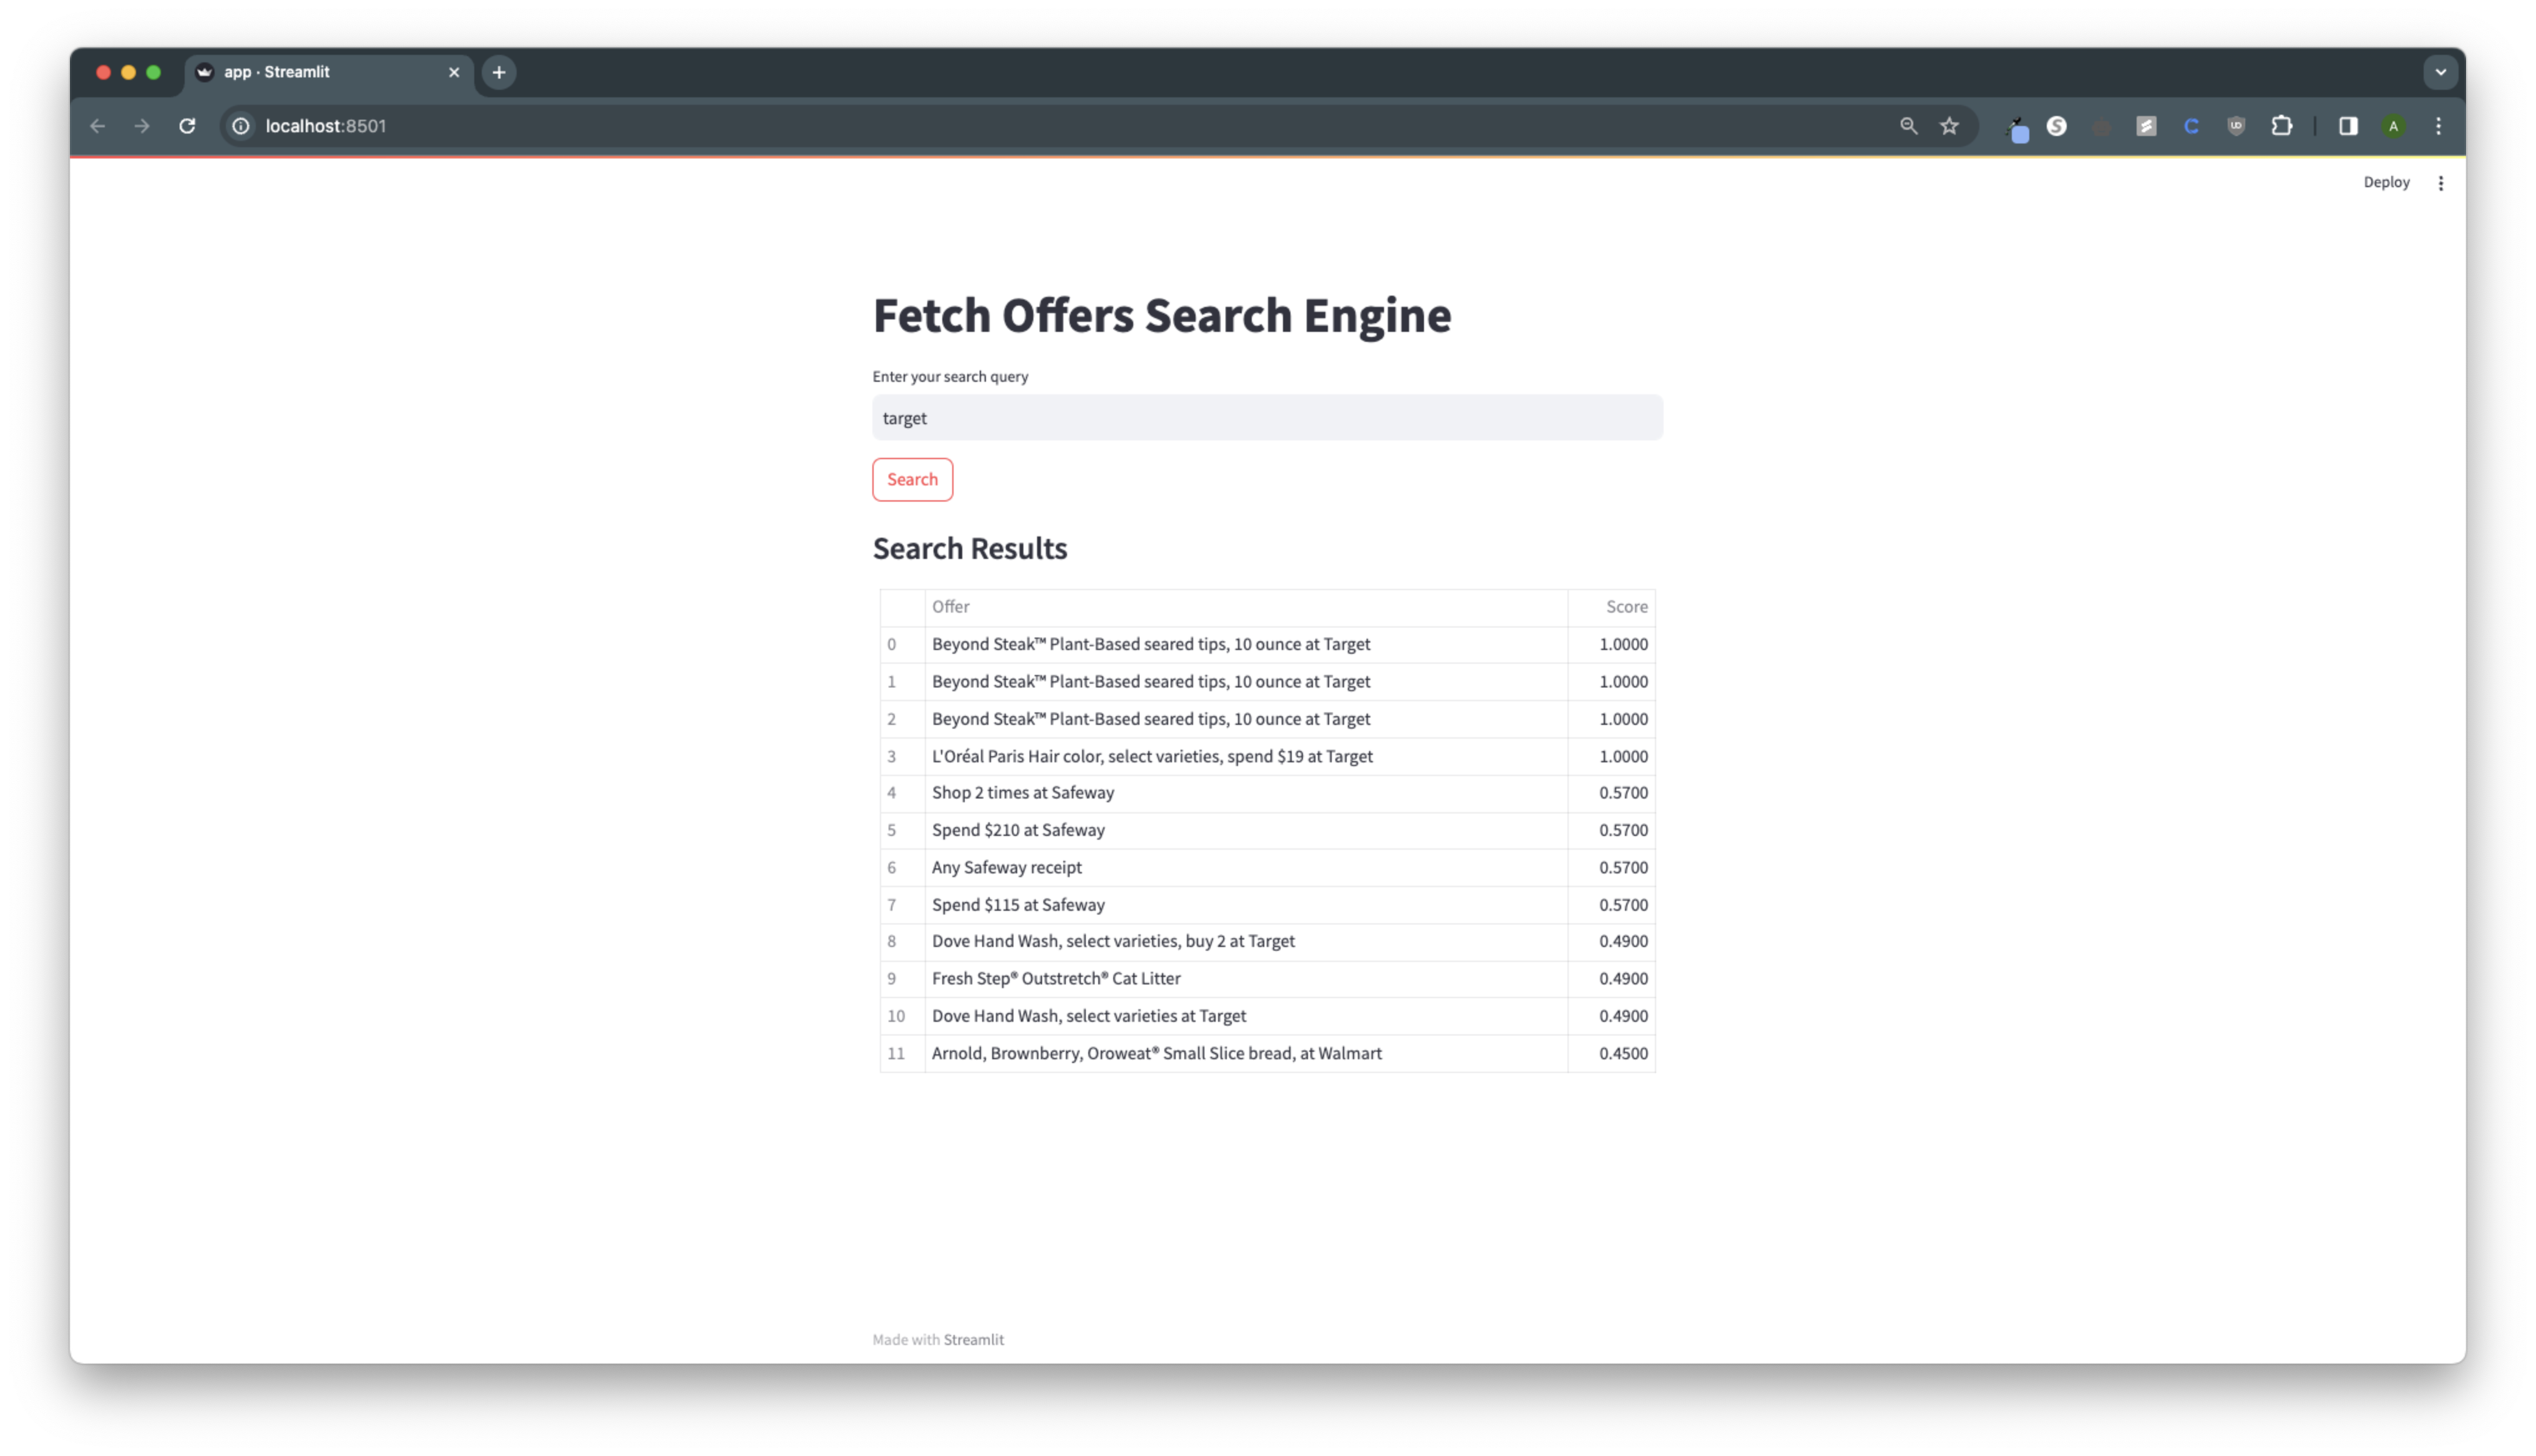 app · Streamlit
localhost:8501
A
Deploy
Fetch Offers Search Engine
Enter your search query
target
Search
Search Results
Offer Score
0 Beyond Steak™ Plant-Based seared tips, 10 ounce at Target 1.0000
1 Beyond Steak™ Plant-Based seared tips, 10 ounce at Target 1.0000
2 Beyond Steak™ Plant-Based seared tips, 10 ounce at Target 1.0000
3 L'Oréal Paris Hair color, select varieties, spend $19 at Target 1.0000
4 Shop 2 times at Safeway 0.5700
5 Spend $210 at Safeway 0.5700
6 Any Safeway receipt 0.5700
7 Spend $115 at Safeway 0.5700
8 Dove Hand Wash, select varieties, buy 2 at Target 0.4900
9 Fresh Step® Outstretch® Cat Litter 0.4900
10 Dove Hand Wash, select varieties at Target 0.4900
11 Arnold, Brownberry, Oroweat® Small Slice bread, at Walmart 0.4500
Made with Streamlit